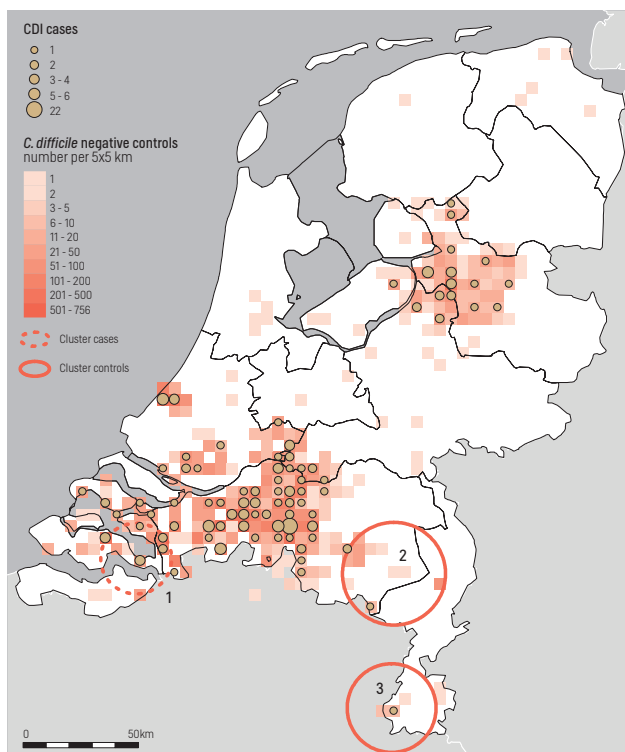 CDI cases
1
2
3 - 4
5 - 6
22
C. difficile negative controls
number per 5x5 km
1
2
3 - 5
6 - 10
11 - 20
21 - 50
51 - 100
101 - 200
201 - 500
501 - 756
Cluster cases
Cluster controls
1
2
3
0
50km